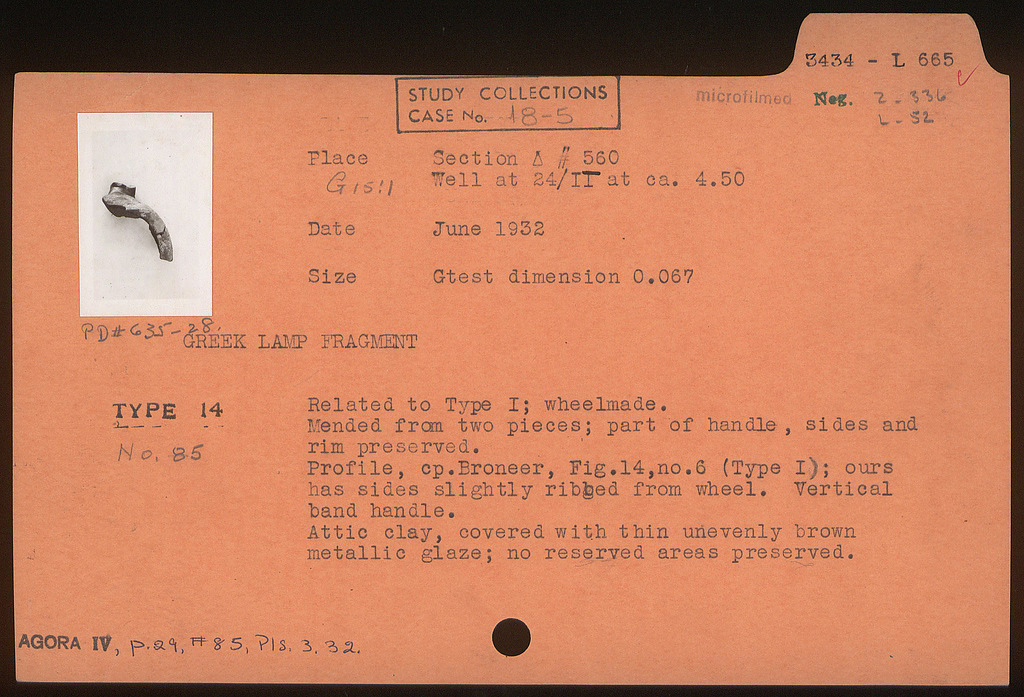 3434 - L 665
STUDY COLLECTIONS
CASE No. 18-5
microfilmed Neg. 2-336
L-52
Place Section Δ # 560
G 15:1 Well at 24/IΓ at ca. 4.50
Date June 1932
Size Gtest dimension 0.067
PD# 635-28.
GREEK LAMP FRAGMENT
TYPE 14
No. 85
Related to Type I; wheelmade.
Mended from two pieces; part of handle, sides and
rim preserved.
Profile, cp.Broneer, Fig.14,no.6 (Type I); ours
has sides slightly ribbed from wheel. Vertical
band handle.
Attic clay, covered with thin unevenly brown
metallic glaze; no reserved areas preserved.
AGORA IV, p.29, #85, Pls. 3. 32.